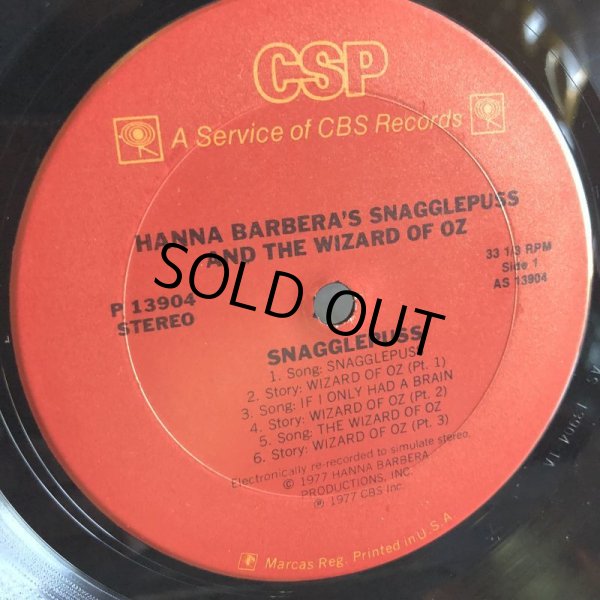 CSP
A Service of CBS Records
HANNA BARBERA'S SNAGGLEPUSS
AND THE WIZARD OF OZ
33 1/3 RPM
Side 1
AS 13904
P 13904
STEREO
SOLD OUT
SNAGGLEPUSS
1. Song: SNAGGLEPUSS
2. Story: WIZARD OF OZ (Pt. 1)
3. Song: IF I ONLY HAD A BRAIN
4. Story: WIZARD OF OZ (Pt. 2)
5. Song: THE WIZARD OF OZ
6. Story: WIZARD OF OZ (Pt. 3)
Electronically re-recorded to simulate stereo.
© 1977 HANNA BARBERA
PRODUCTIONS, INC.
℗ 1977 CBS Inc.
Marcas Reg. Printed in U.S.A
AS 13904 1A